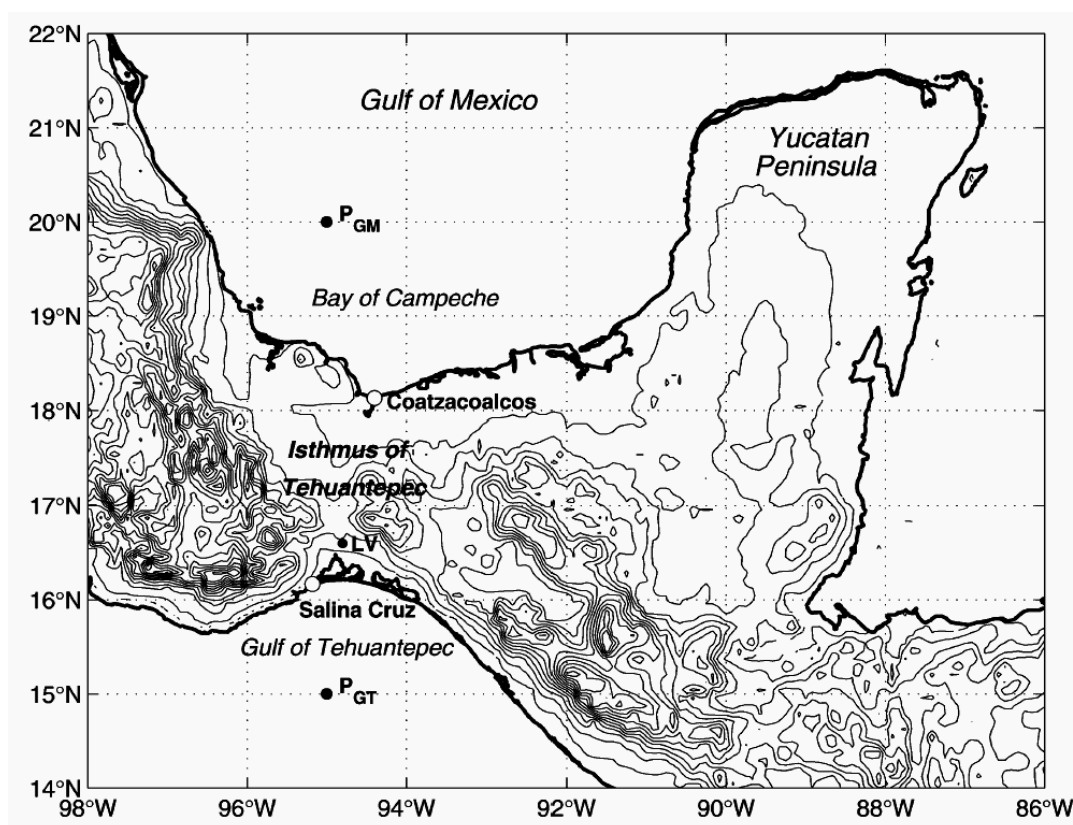 22°N
21°N
20°N
19°N
18°N
17°N
16°N
15°N
14°N
Gulf of Mexico
Yucatan
Peninsula
P_GM
Bay of Campeche
Coatzacoalcos
Isthmus of
Tehuantepec
LV
Salina Cruz
Gulf of Tehuantepec
P_GT
98°W 96°W 94°W 92°W 90°W 88°W 86°W